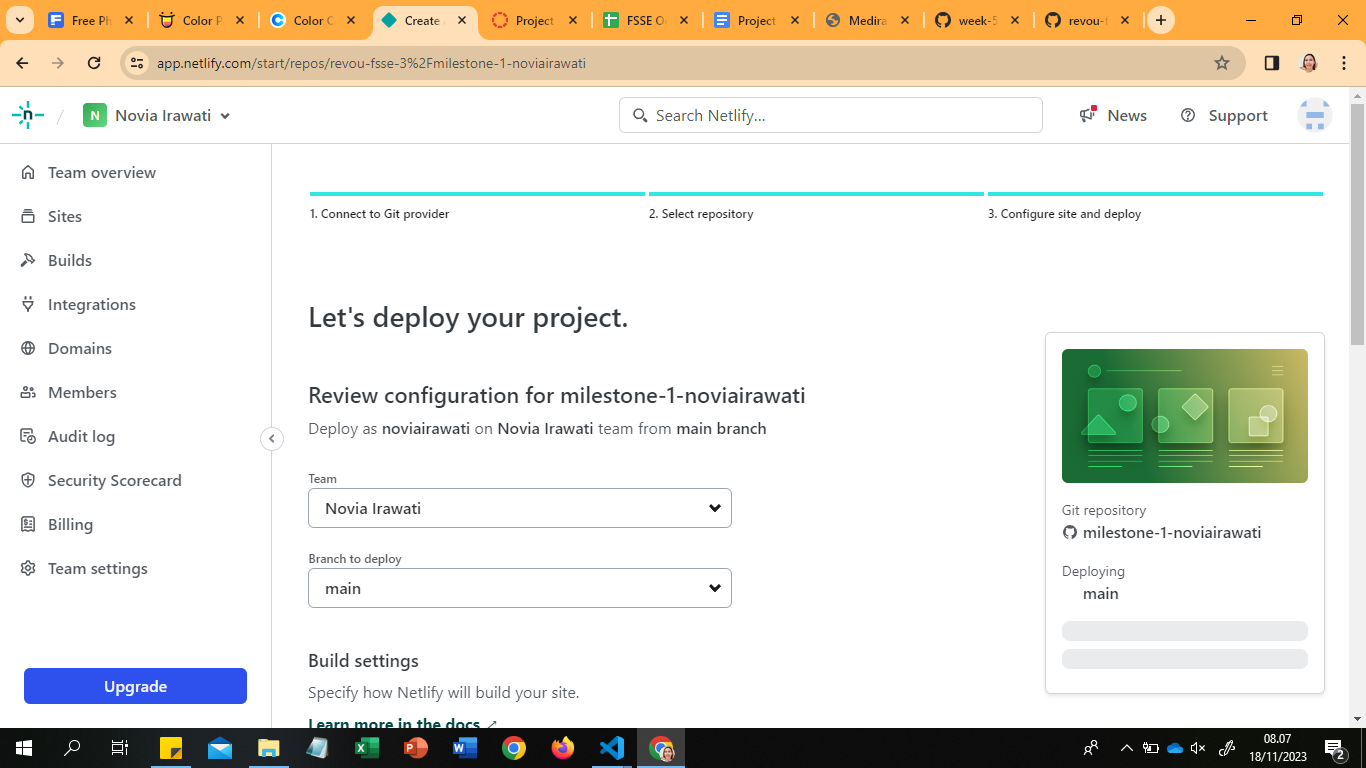 Free Ph
Color P
Color C
Create
Project
FSSE O
Project
Medira
week-5
revou-f
app.netlify.com/start/repos/revou-fsse-3%2Fmilestone-1-noviairawati
N Novia Irawati
Search Netlify...
News
Support
Team overview
Sites
Builds
Integrations
Domains
Members
Audit log
Security Scorecard
Billing
Team settings
Upgrade
1. Connect to Git provider
2. Select repository
3. Configure site and deploy
Let's deploy your project.
Review configuration for milestone-1-noviairawati
Deploy as noviairawati on Novia Irawati team from main branch
Team
Novia Irawati
Branch to deploy
main
Build settings
Specify how Netlify will build your site.
Learn more in the docs
Git repository
milestone-1-noviairawati
Deploying
main
08.07
18/11/2023
2